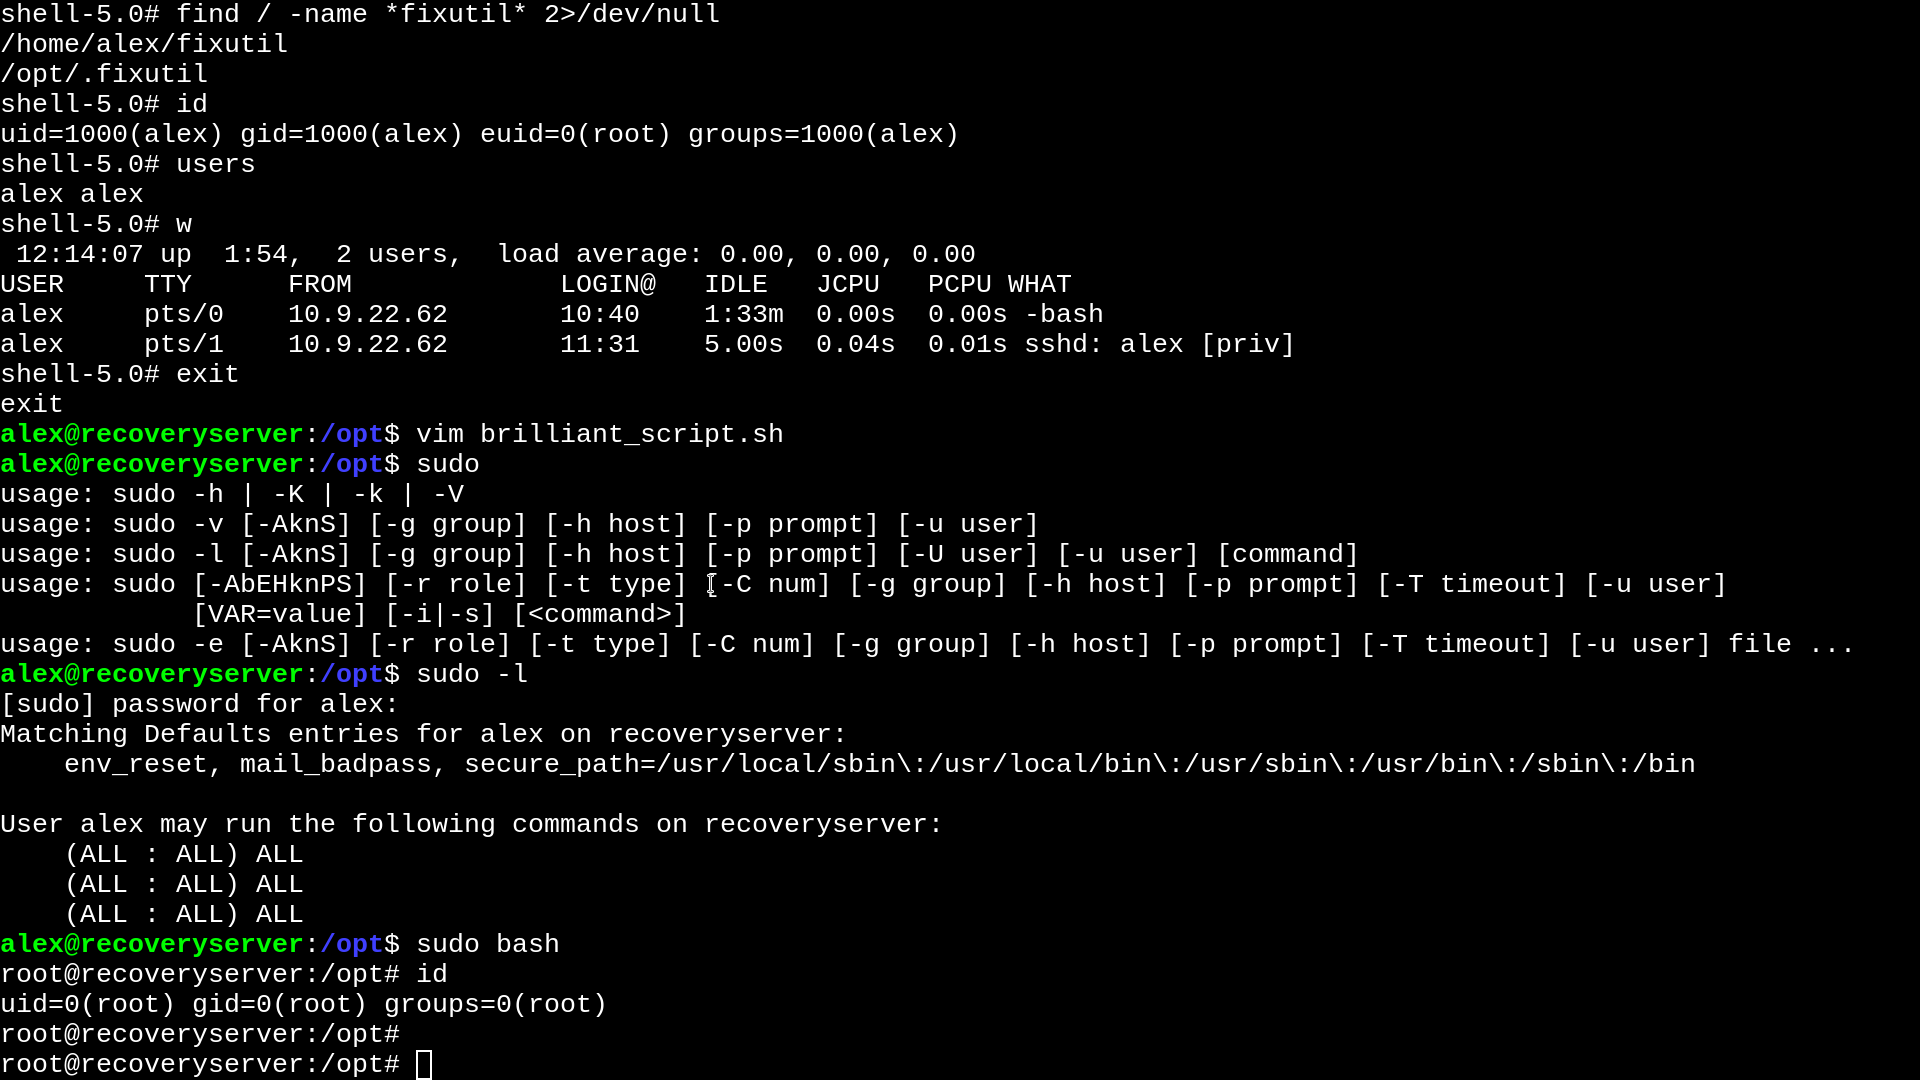 shell-5.0# find / -name *fixutil* 2>/dev/null
/home/alex/fixutil
/opt/.fixutil
shell-5.0# id
uid=1000(alex) gid=1000(alex) euid=0(root) groups=1000(alex)
shell-5.0# users
alex alex
shell-5.0# w
 12:14:07 up  1:54,  2 users,  load average: 0.00, 0.00, 0.00
USER     TTY      FROM             LOGIN@   IDLE   JCPU   PCPU WHAT
alex     pts/0    10.9.22.62       10:40    1:33m  0.00s  0.00s -bash
alex     pts/1    10.9.22.62       11:31    5.00s  0.04s  0.01s sshd: alex [priv]
shell-5.0# exit
exit
alex@recoveryserver:/opt$ vim brilliant_script.sh
alex@recoveryserver:/opt$ sudo
usage: sudo -h | -K | -k | -V
usage: sudo -v [-AknS] [-g group] [-h host] [-p prompt] [-u user]
usage: sudo -l [-AknS] [-g group] [-h host] [-p prompt] [-U user] [-u user] [command]
usage: sudo [-AbEHknPS] [-r role] [-t type] [-C num] [-g group] [-h host] [-p prompt] [-T timeout] [-u user]
            [VAR=value] [-i|-s] [<command>]
usage: sudo -e [-AknS] [-r role] [-t type] [-C num] [-g group] [-h host] [-p prompt] [-T timeout] [-u user] file ...
alex@recoveryserver:/opt$ sudo -l
[sudo] password for alex:
Matching Defaults entries for alex on recoveryserver:
    env_reset, mail_badpass, secure_path=/usr/local/sbin\:/usr/local/bin\:/usr/sbin\:/usr/bin\:/sbin\:/bin

User alex may run the following commands on recoveryserver:
    (ALL : ALL) ALL
    (ALL : ALL) ALL
    (ALL : ALL) ALL
alex@recoveryserver:/opt$ sudo bash
root@recoveryserver:/opt# id
uid=0(root) gid=0(root) groups=0(root)
root@recoveryserver:/opt#
root@recoveryserver:/opt#